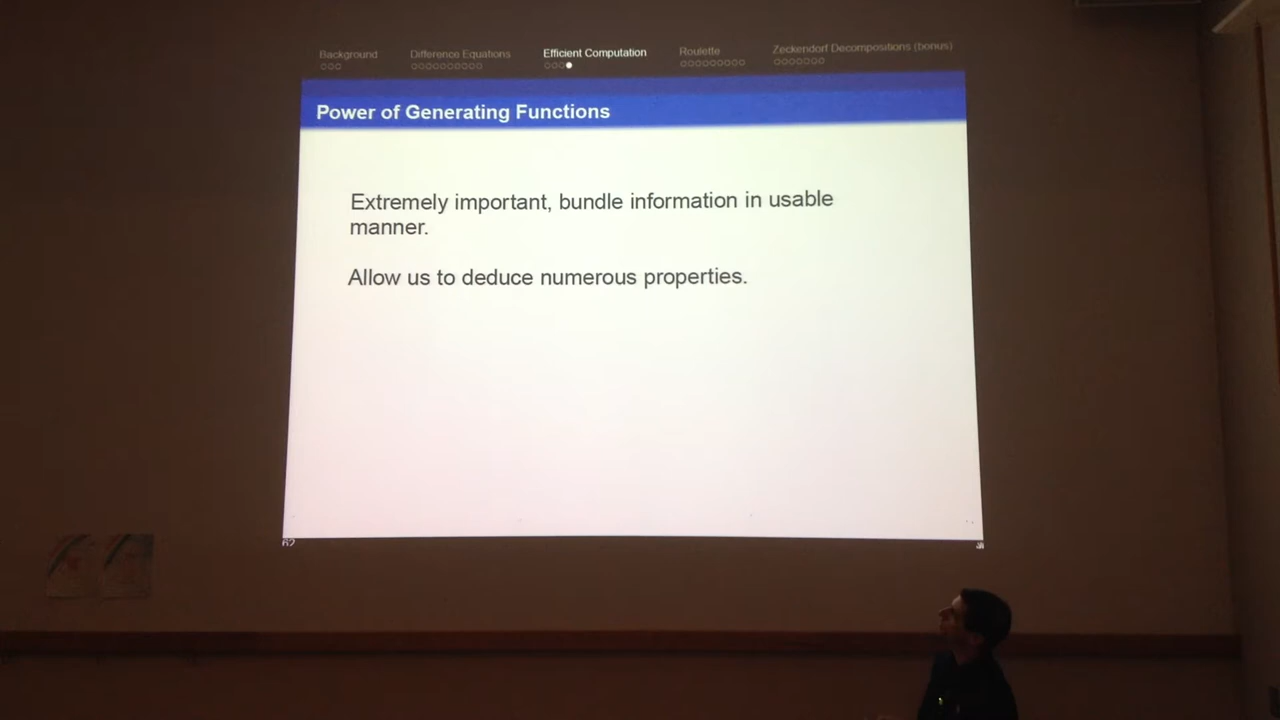 Background
Difference Equations
Efficient Computation
Roulette
Zeckendorf Decompositions (bonus)
Power of Generating Functions
Extremely important, bundle information in usable
manner.
Allow us to deduce numerous properties.
62